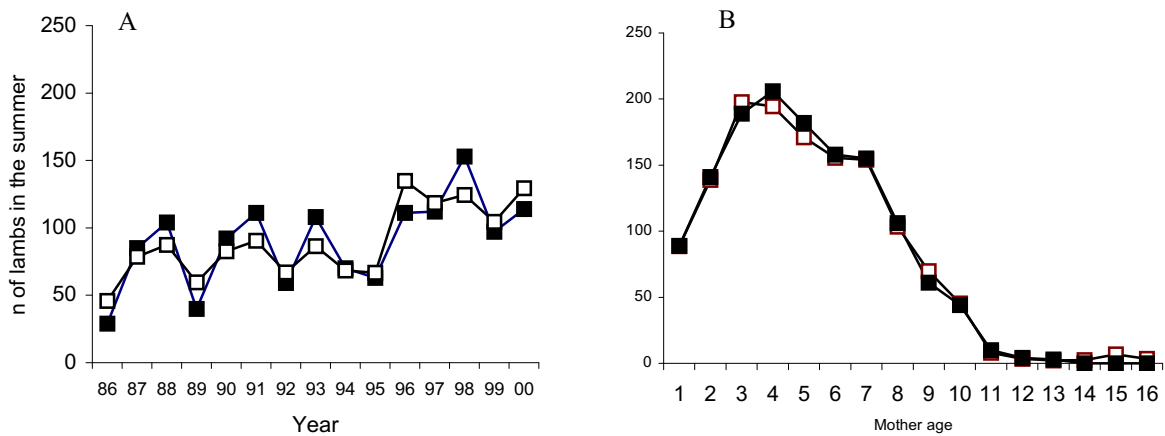 A
250
200
150
100
50
0
n of lambs in the summer
86 87 88 89 90 91 92 93 94 95 96 97 98 99 00
Year
B
250
200
150
100
50
0
1 2 3 4 5 6 7 8 9 10 11 12 13 14 15 16
Mother age